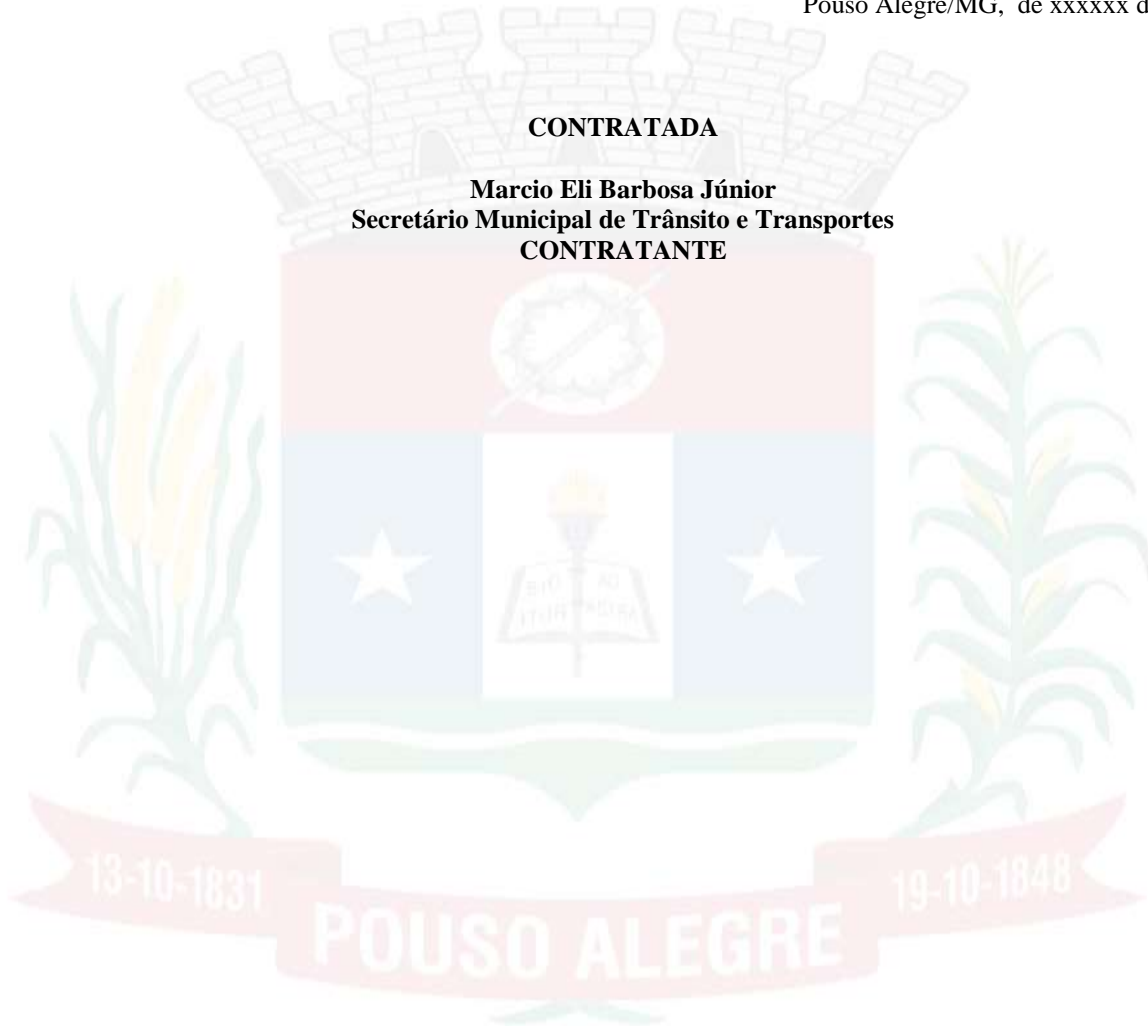 Pouso Alegre/MG, de xxxxxx d
CONTRATADA
Marcio Eli Barbosa Júnior
Secretário Municipal de Trânsito e Transportes
CONTRATANTE
13-10-1831
19-10-1848
POUSO ALEGRE